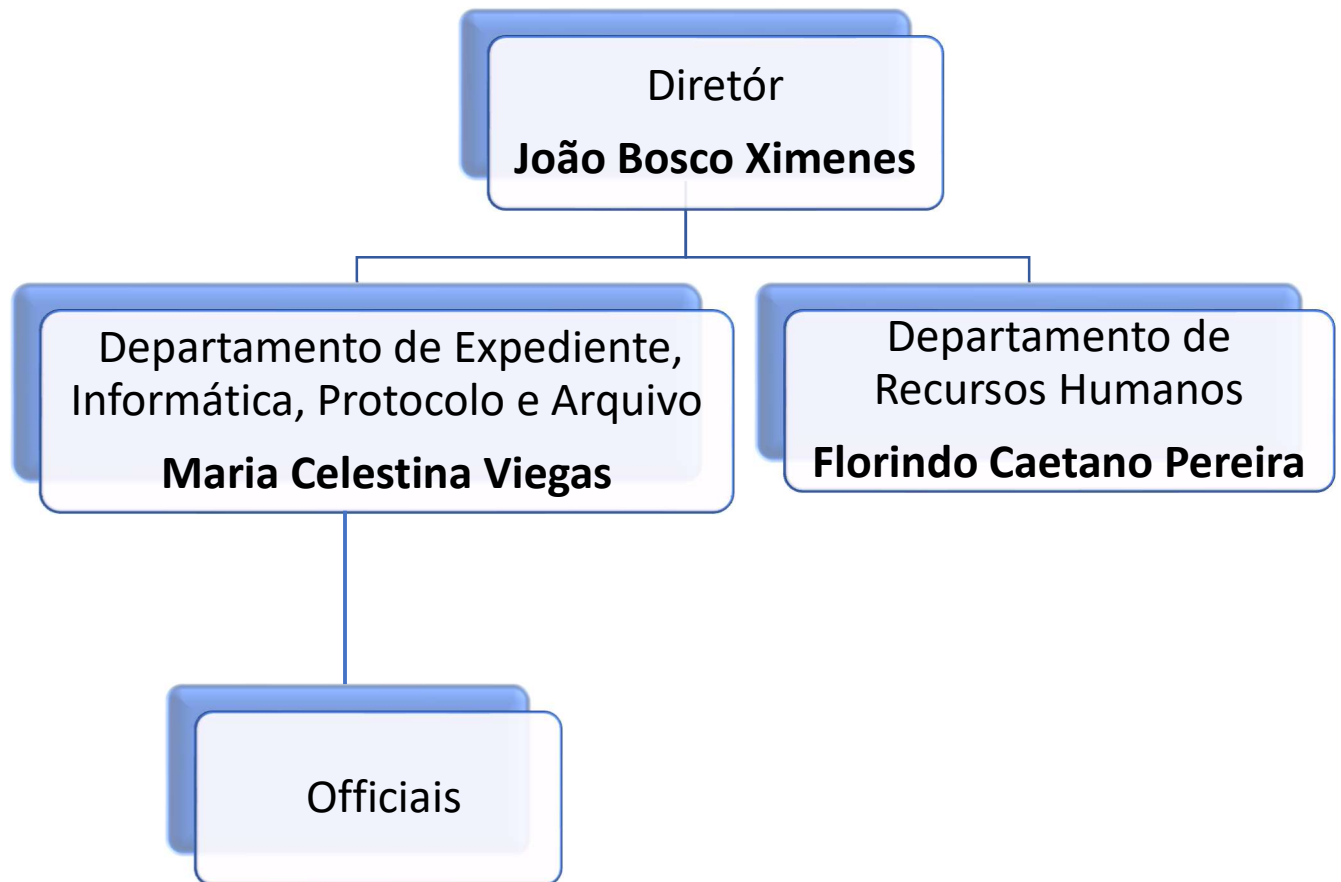 Diretór
João Bosco Ximenes
Departamento de Expediente,
Informática, Protocolo e Arquivo
Maria Celestina Viegas
Departamento de
Recursos Humanos
Florindo Caetano Pereira
Officiais